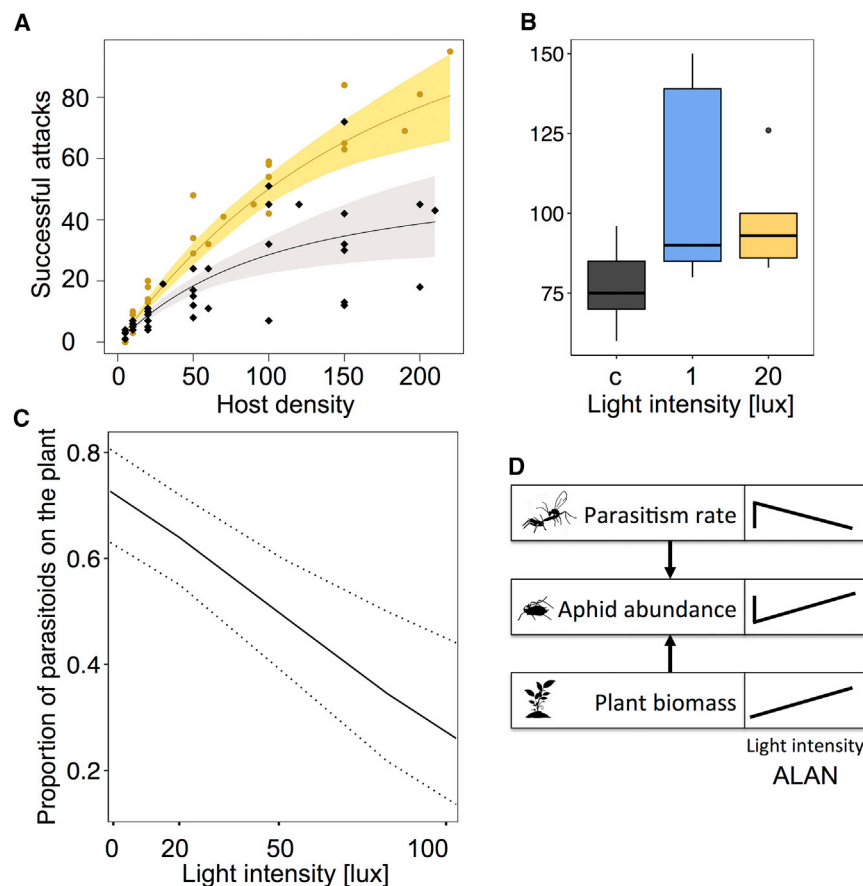 A
Successful attacks
80
60
40
20
0
0 50 100 150 200
Host density
B
150
125
100
75
c 1 20
Light intensity [lux]
C
Proportion of parasitoids on the plant
0.8
0.6
0.4
0.2
0 20 50 100
Light intensity [lux]
D
Parasitism rate
Aphid abundance
Plant biomass
Light intensity
ALAN